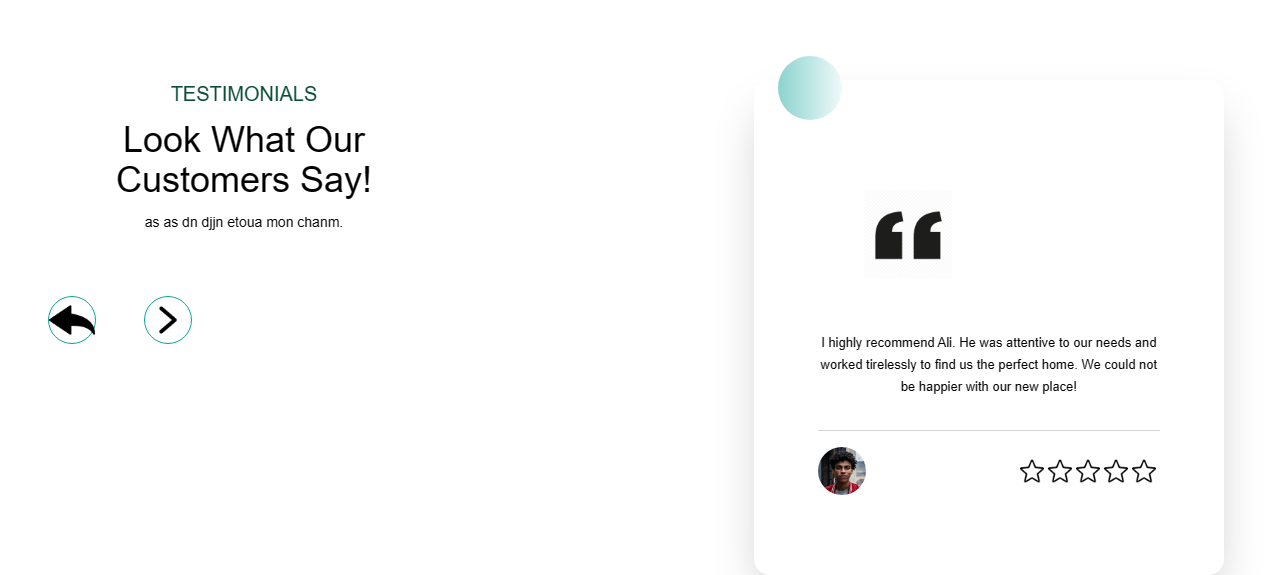 TESTIMONIALS
Look What Our
Customers Say!
as as dn djjn etoua mon chanm.
I highly recommend Ali. He was attentive to our needs and
worked tirelessly to find us the perfect home. We could not
be happier with our new place!